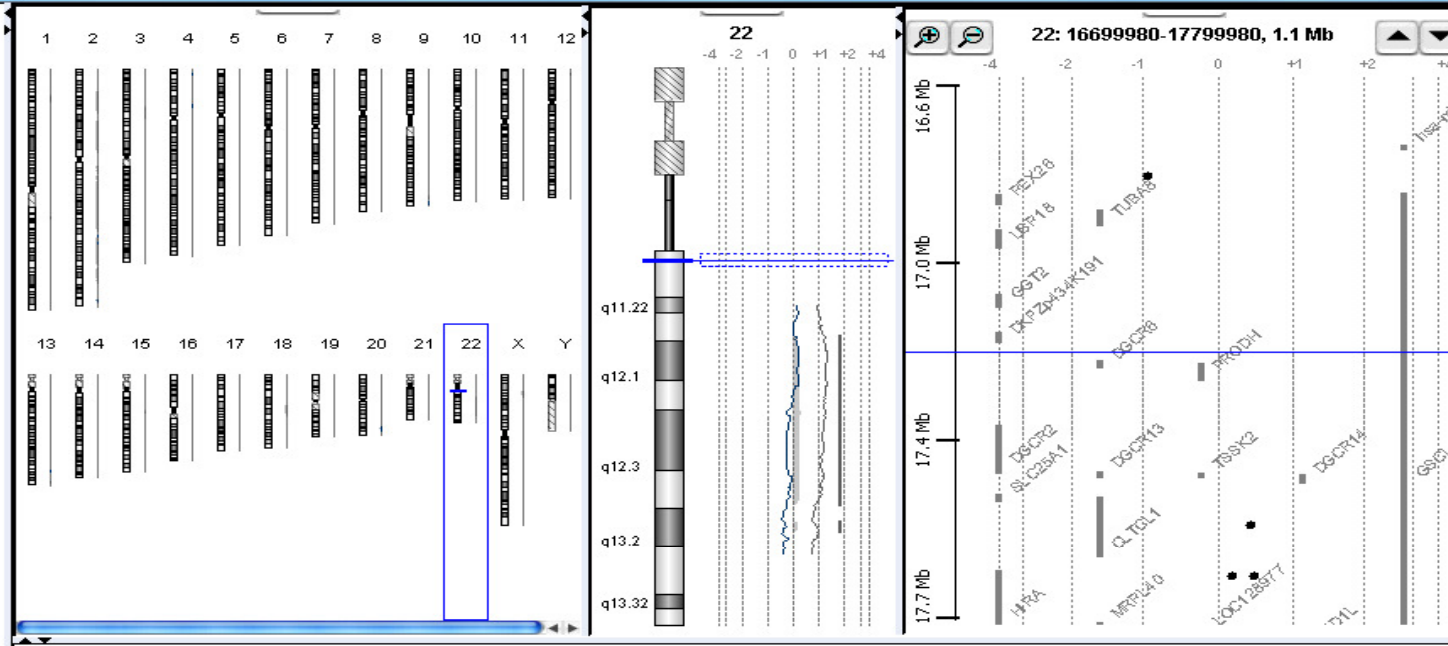 1 2 3 4 5 6 7 8 9 10 11 12
13 14 15 16 17 18 19 20 21 22 X Y
22
-4 -2 -1 0 +1 +2 +4
q11.22
q12.1
q12.3
q13.2
q13.32
22: 16699980-17799980, 1.1 Mb
-4 -2 -1 0 +1 +2
16.6 Mb
17.0 Mb
17.4 Mb
17.7 Mb
PEX26
TUBA8
USP18
GGT2
DKFZp434K191
DGCR6
PRODH
DGCR2
DGCR13
TSSK2
DGCR14
SLC25A1
CLTCL1
HIRA
MRPL40
LOC128977